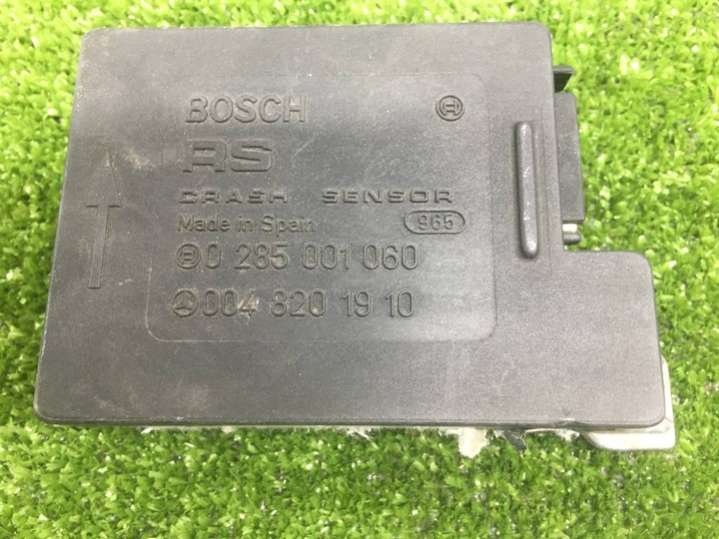 BOSCH
RS
CRASH SENSOR
Made in Spain 965
0 285 001 060
004 820 19 10